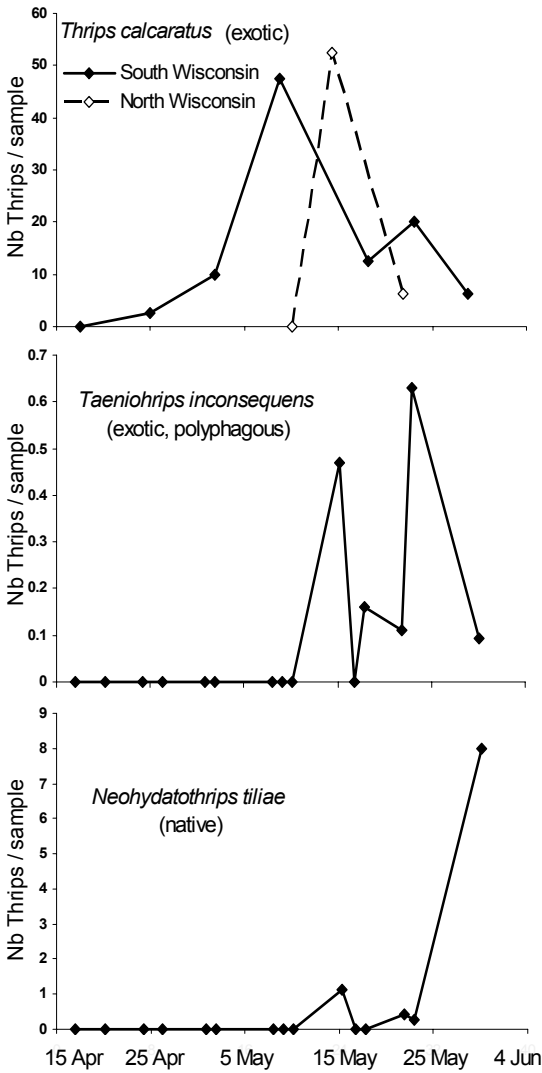 Thrips calcaratus (exotic)
South Wisconsin
North Wisconsin
Nb Thrips / sample
60
50
40
30
20
10
0
Taeniohrips inconsequens
(exotic, polyphagous)
Nb Thrips / sample
0.7
0.6
0.5
0.4
0.3
0.2
0.1
0
Neohydatothrips tiliae
(native)
Nb Thrips / sample
9
8
7
6
5
4
3
2
1
0
15 Apr 25 Apr 5 May 15 May 25 May 4 Jun